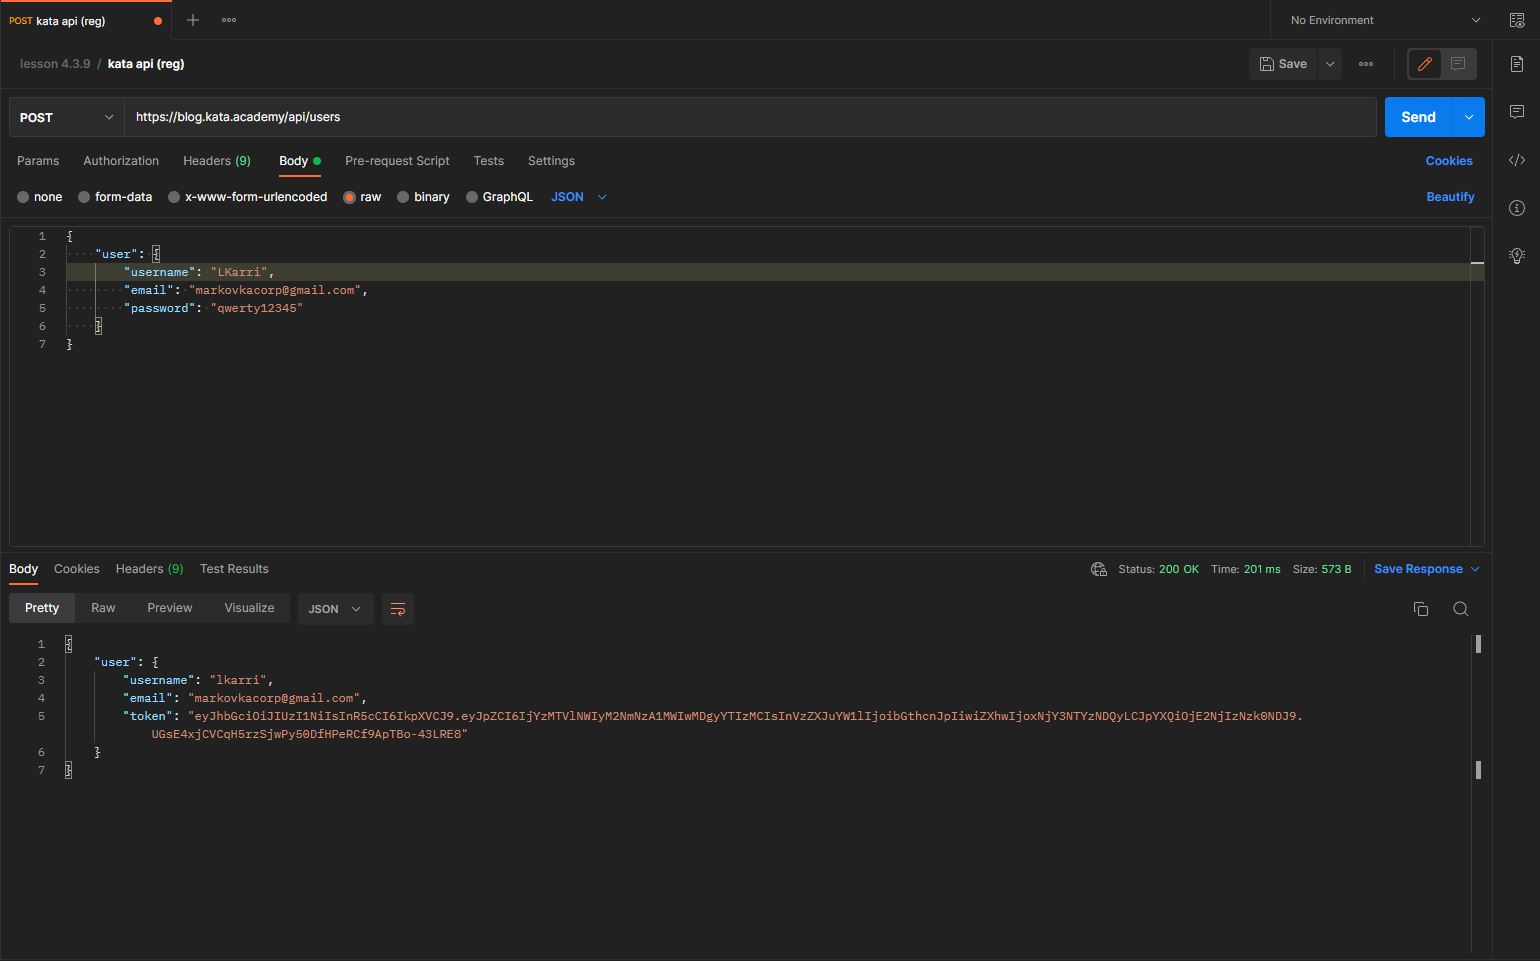 POST kata api (reg)
No Environment
lesson 4.3.9 / kata api (reg)
Save
POST
https://blog.kata.academy/api/users
Send
Params Authorization Headers (9) Body Pre-request Script Tests Settings Cookies
none form-data x-www-form-urlencoded raw binary GraphQL JSON Beautify
1 {
2 "user": {
3 "username": "LKarri",
4 "email": "markovkacorp@gmail.com",
5 "password": "qwerty12345"
6 }
7 }
Body Cookies Headers (9) Test Results Status: 200 OK Time: 201 ms Size: 573 B Save Response
Pretty Raw Preview Visualize JSON
1 {
2 "user": {
3 "username": "lkarri",
4 "email": "markovkacorp@gmail.com",
5 "token": "eyJhbGciOiJIUzI1NiIsInR5cCI6IkpXVCJ9.eyJpZCI6IjYzMTVlNWIyM2NmNzA1MWIwMDgyYTIzMCIsInVzZXJuYW1lIjoibGthcnJpIiwiZXhwIjoxNjY3NTYzNDQyLCJpYXQiOjE2NjIzNzk0NDJ9.
UGsE4xjCVCqH5rzSjwPy50DfHPeRCf9ApTBo-43LRE8"
6 }
7 }